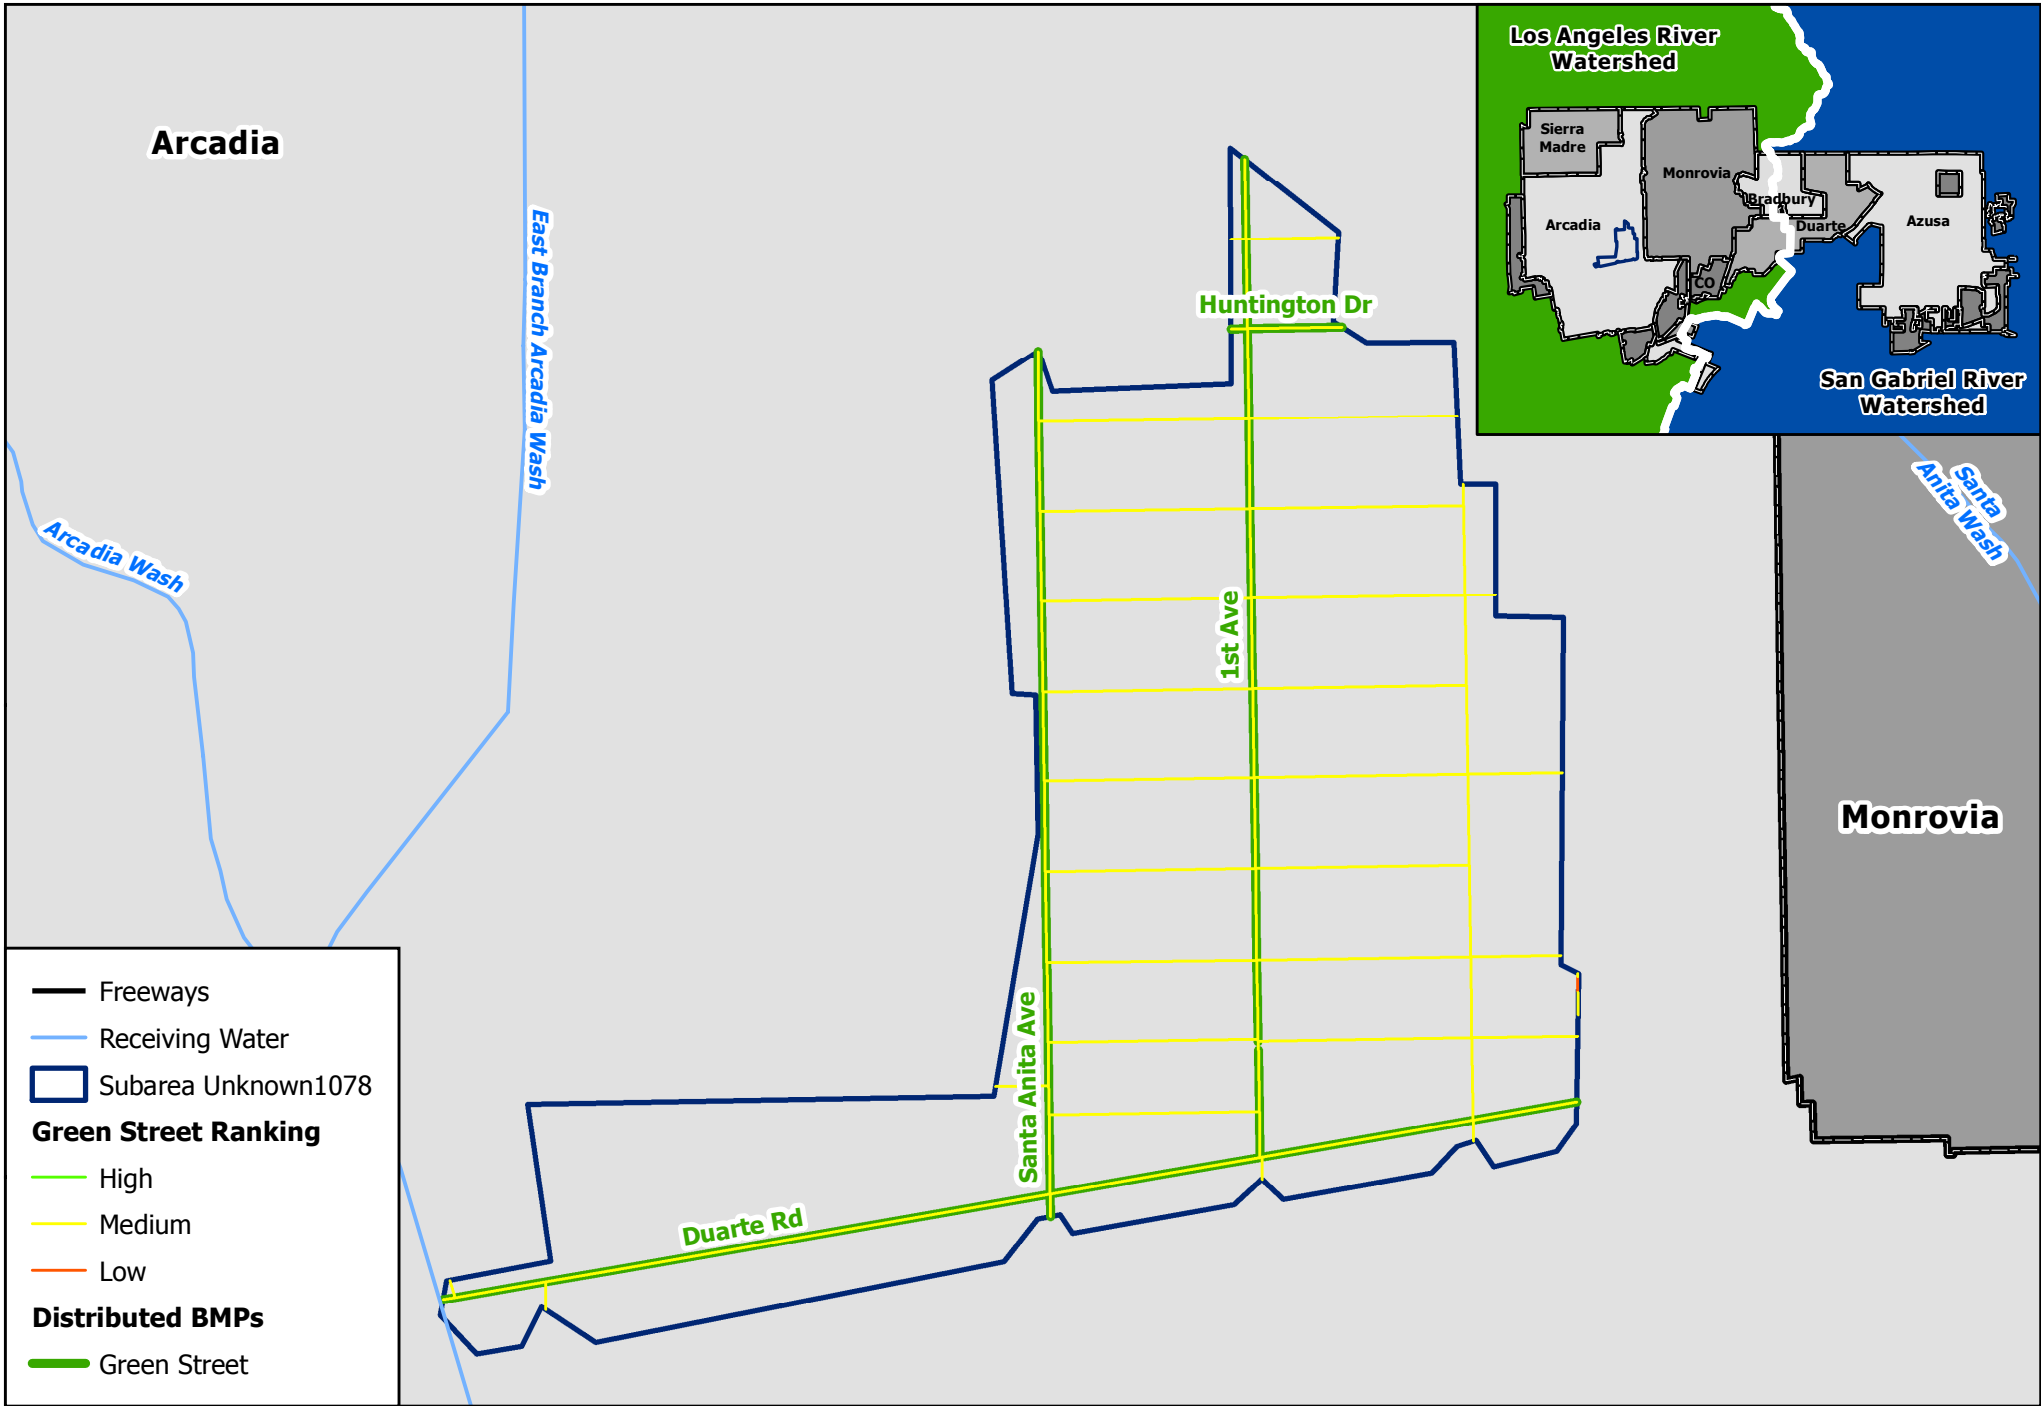 Arcadia
East Branch Arcadia Wash
Arcadia Wash
Huntington Dr
1st Ave
Santa Anita Ave
Duarte Rd
Santa
Anita Wash
Monrovia
Los Angeles River
Watershed
Sierra
Madre
Monrovia
Bradbury
Arcadia
Duarte
Azusa
CO
San Gabriel River
Watershed
Freeways
Receiving Water
Subarea Unknown1078
Green Street Ranking
High
Medium
Low
Distributed BMPs
Green Street